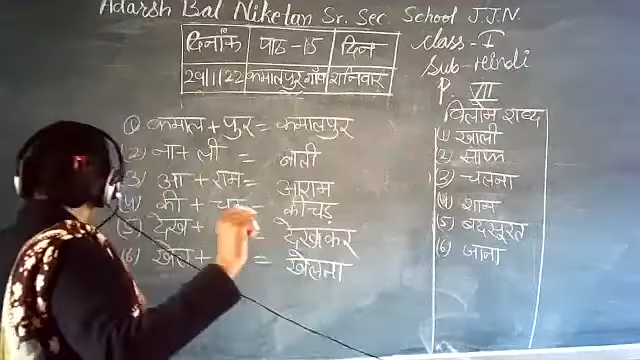 Adarsh Bal Niketan Sr. Sec. School J.J.N.
दिनाँक पाठ-15 दिन
29/1/22 कमालपुर गाँव शनिवार
Class-I
Sub-Hindi
P. VII
(1) कमाल + पुर = कमालपुर
(2) ना + ली नाली
(3) आ + राम = आराम
(4) की + चड़ = कीचड़
(5) देख + = देखकर
(6) खेल + = खेलना
विलोम शब्द
(1) खाली
(2) साफ
(3) चलना
(4) शाम
(5) बदसूरत
(6) जाना